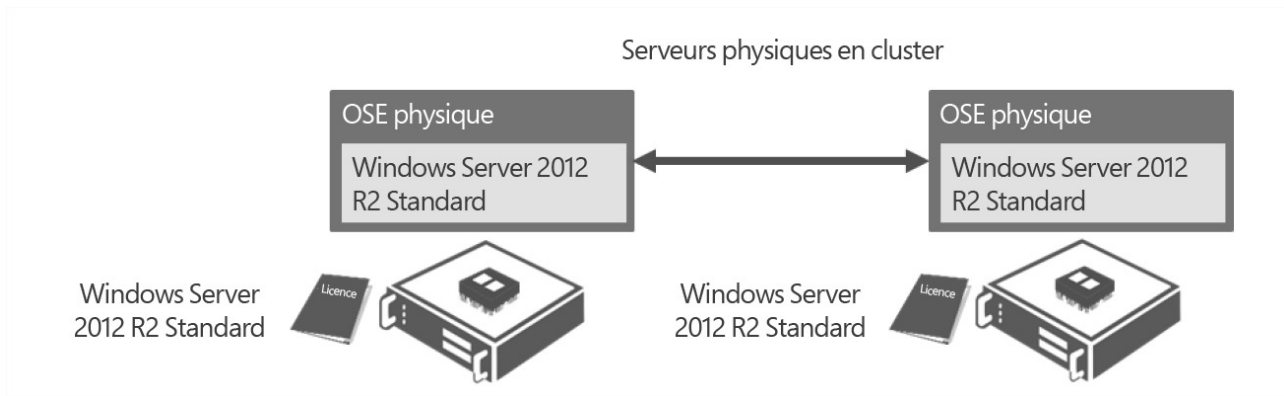 Serveurs physiques en cluster
OSE physique
Windows Server 2012
R2 Standard
OSE physique
Windows Server 2012
R2 Standard
Windows Server
2012 R2 Standard
Licence
Windows Server
2012 R2 Standard
Licence